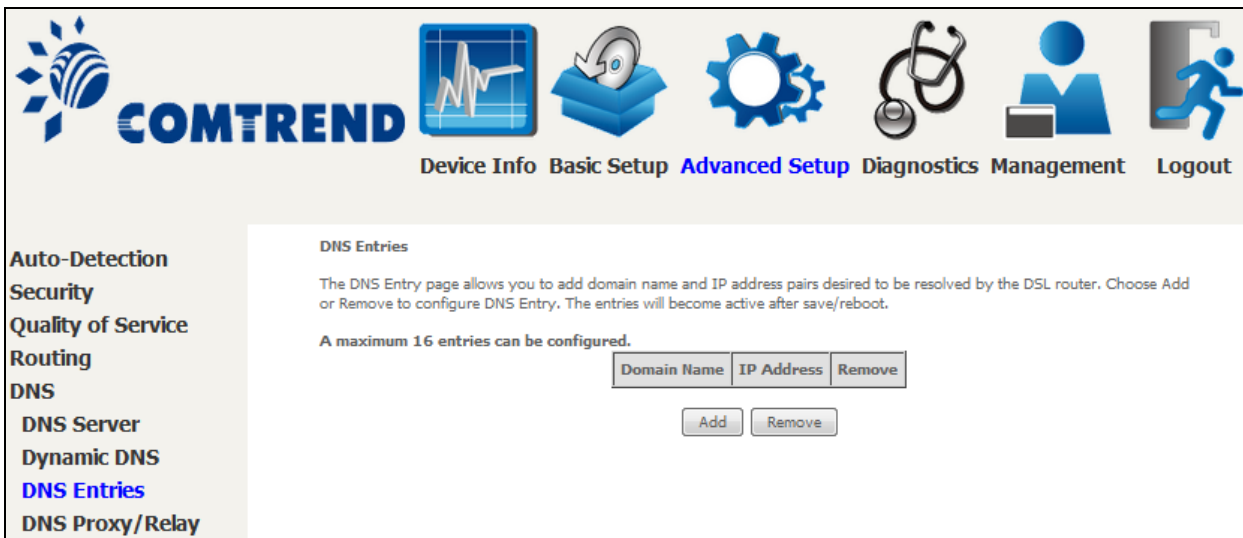 COMTREND
Device Info Basic Setup Advanced Setup Diagnostics Management Logout
Auto-Detection
Security
Quality of Service
Routing
DNS
DNS Server
Dynamic DNS
DNS Entries
DNS Proxy/Relay
DNS Entries
The DNS Entry page allows you to add domain name and IP address pairs desired to be resolved by the DSL router. Choose Add
or Remove to configure DNS Entry. The entries will become active after save/reboot.
A maximum 16 entries can be configured.
Domain Name IP Address Remove
Add Remove